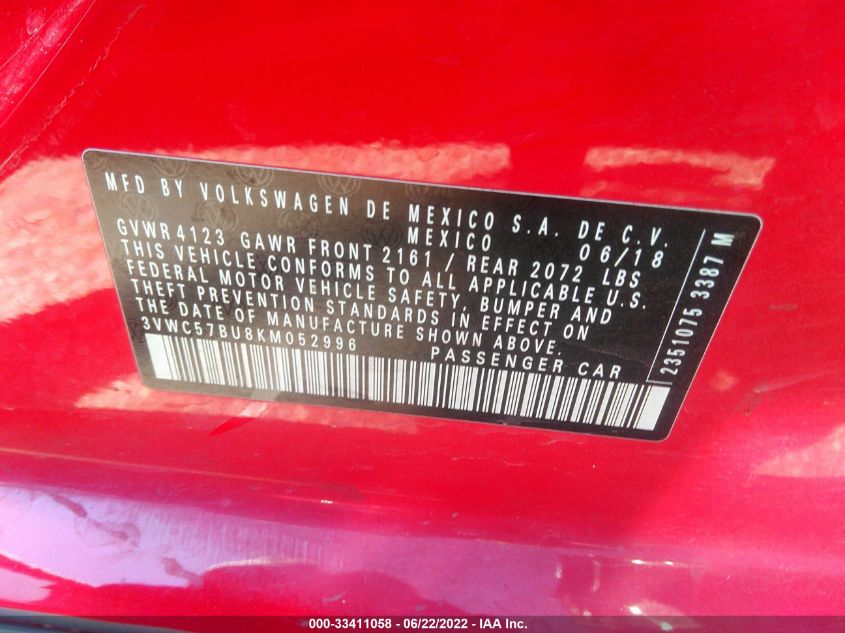 MFD BY VOLKSWAGEN DE MEXICO S.A. DE C.V.
MEXICO 06/18
GVWR 4123 GAWR FRONT 2161 / REAR 2072 LBS
THIS VEHICLE CONFORMS TO ALL APPLICABLE U.S.
FEDERAL MOTOR VEHICLE SAFETY, BUMPER AND
THEFT PREVENTION STANDARDS IN EFFECT ON
THE DATE OF MANUFACTURE SHOWN ABOVE.
3VWC57BU8KM052996 PASSENGER CAR
2351075 3387 M
000-33411058 - 06/22/2022 - IAA Inc.